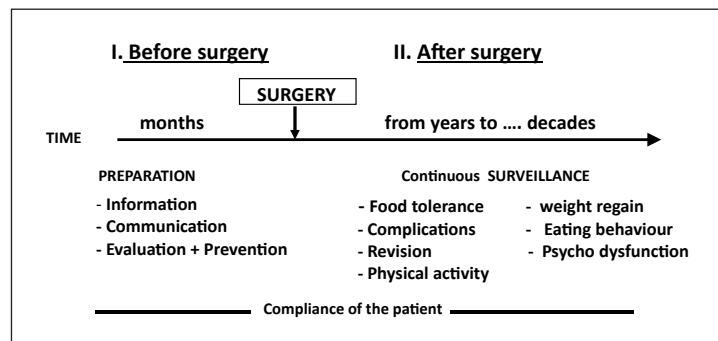 I. Before surgery
II. After surgery
SURGERY
TIME
months
from years to .... decades
PREPARATION
- Information
- Communication
- Evaluation + Prevention
Continuous SURVEILLANCE
- Food tolerance
- Complications
- Revision
- Physical activity
- weight regain
- Eating behaviour
- Psycho dysfunction
Compliance of the patient